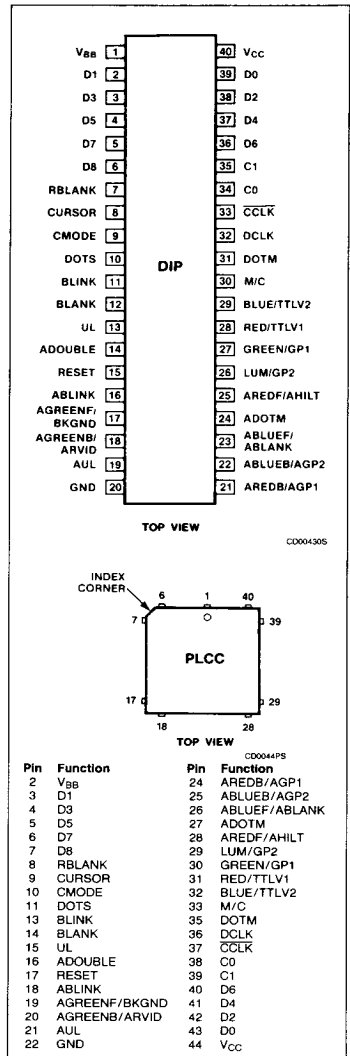 VBB 1 40 VCC
D1 2 39 D0
D3 3 38 D2
D5 4 37 D4
D7 5 36 D6
D8 6 35 C1
RBLANK 7 34 C0
CURSOR 8 33 CCLK
CMODE 9 32 DCLK
DOTS 10 31 DOTM
BLINK 11 30 M/C
BLANK 12 29 BLUE/TTLV2
UL 13 28 RED/TTLV1
ADOUBLE 14 27 GREEN/GP1
RESET 15 26 LUM/GP2
ABLINK 16 25 AREDF/AHILT
AGREENF/
BKGND 17 24 ADOTM
AGREENB/
ARVID 18 23 ABLUEF/
ABLANK
AUL 19 22 ABLUEB/AGP2
GND 20 21 AREDB/AGP1
DIP
TOP VIEW
CD00430S
INDEX
CORNER
6 1 40
7 39
PLCC
17 29
18 28
TOP VIEW
CD0044PS
Pin Function Pin Function
2 VBB 24 AREDB/AGP1
3 D1 25 ABLUEB/AGP2
4 D3 26 ABLUEF/ABLANK
5 D5 27 ADOTM
6 D7 28 AREDF/AHILT
7 D8 29 LUM/GP2
8 RBLANK 30 GREEN/GP1
9 CURSOR 31 RED/TTLV1
10 CMODE 32 BLUE/TTLV2
11 DOTS 33 M/C
13 BLINK 35 DOTM
14 BLANK 36 DCLK
15 UL 37 CCLK
16 ADOUBLE 38 C0
17 RESET 39 C1
18 ABLINK 40 D6
19 AGREENF/BKGND 41 D4
20 AGREENB/ARVID 42 D2
21 AUL 43 D0
22 GND 44 VCC